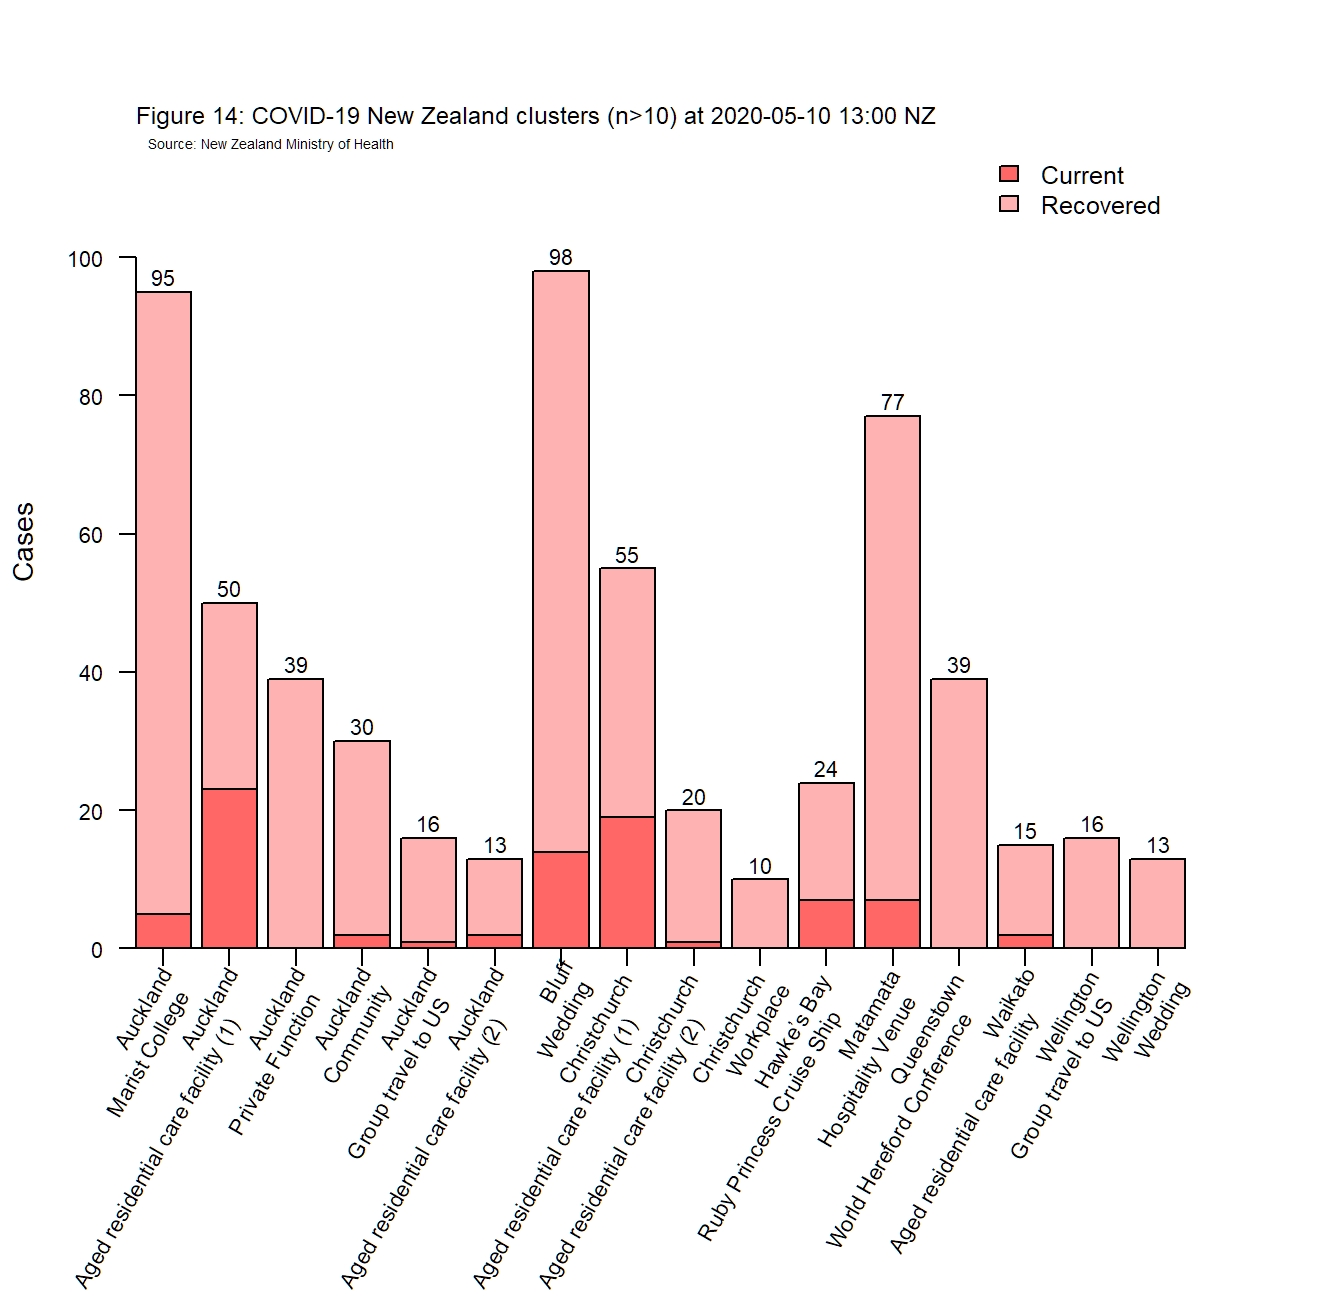 Figure 14: COVID-19 New Zealand clusters (n>10) at 2020-05-10 13:00 NZ
Source: New Zealand Ministry of Health
Current
Recovered
Cases
100
80
60
40
20
0
95
50
39
30
16
13
98
55
20
10
24
77
39
15
16
13
Auckland
Marist College
Auckland
Aged residential care facility (1)
Auckland
Private Function
Auckland
Community
Auckland
Group travel to US
Auckland
Aged residential care facility (2)
Bluff
Wedding
Christchurch
Aged residential care facility (1)
Christchurch
Aged residential care facility (2)
Christchurch
Workplace
Hawke's Bay
Ruby Princess Cruise Ship
Matamata
Hospitality Venue
Queenstown
World Hereford Conference
Waikato
Aged residential care facility
Wellington
Group travel to US
Wellington
Wedding